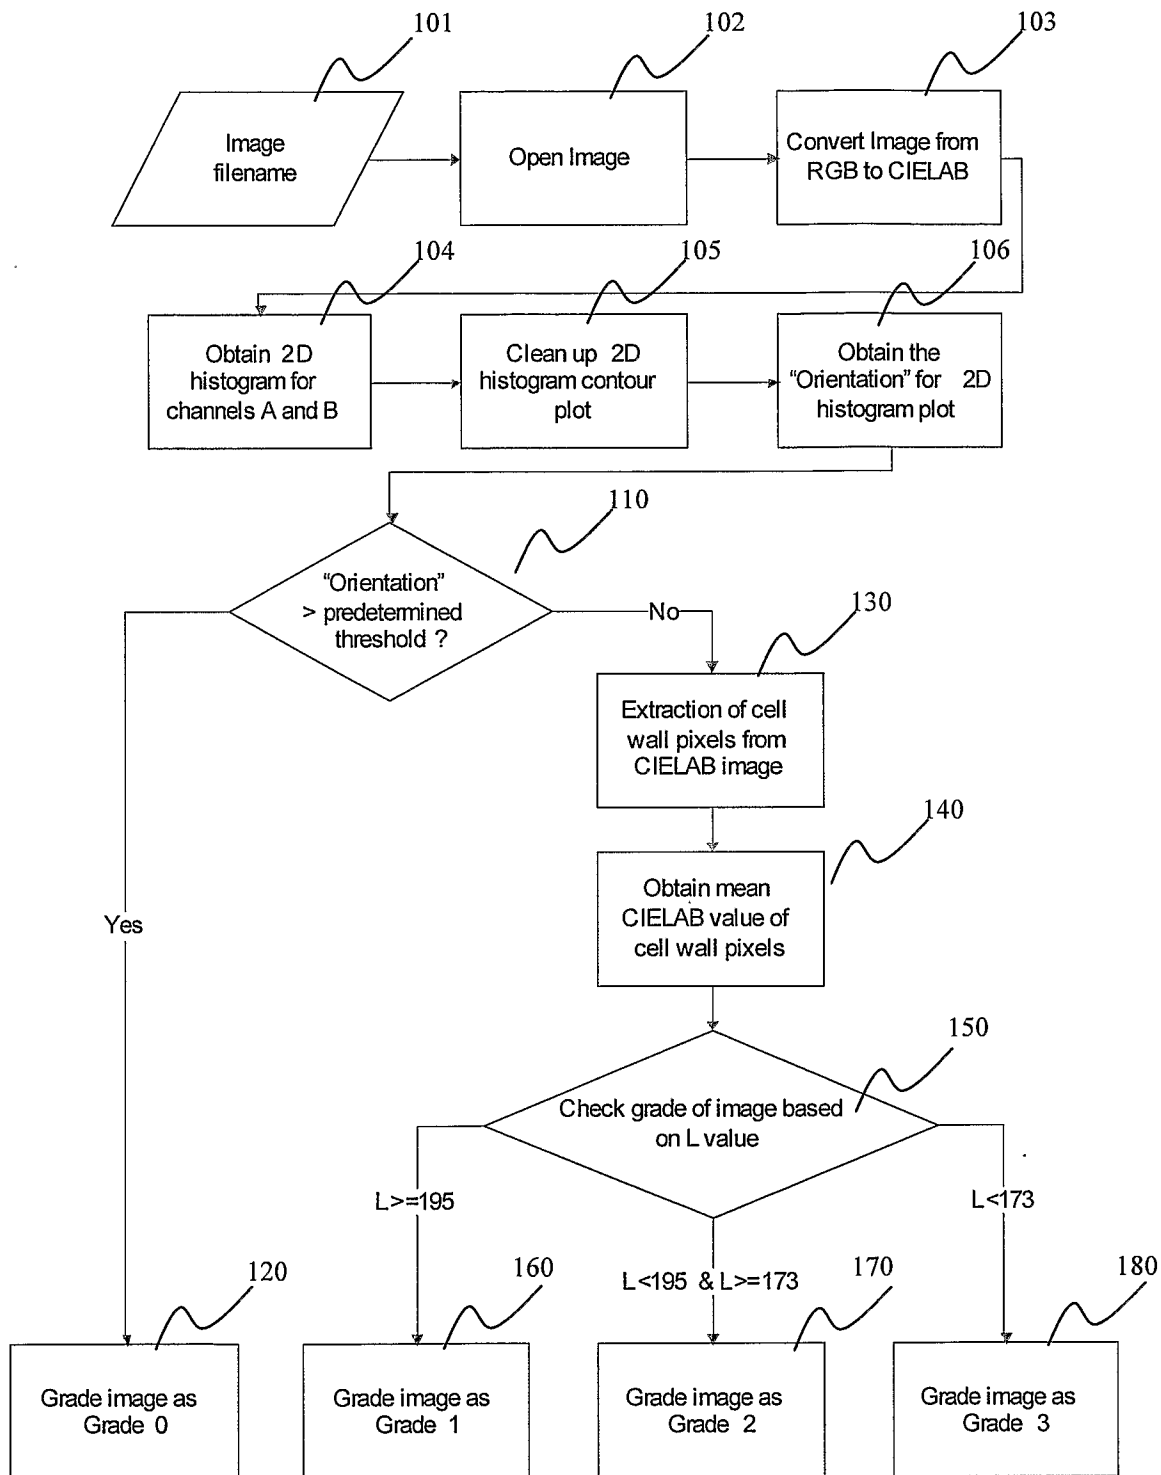 101
102
103
Image
filename
Open Image
Convert Image from
RGB to CIELAB
104
105
106
Obtain 2D
histogram for
channels A and B
Clean up 2D
histogram contour
plot
Obtain the
“Orientation” for 2D
histogram plot
110
“Orientation”
> predetermined
threshold ?
No
130
Extraction of cell
wall pixels from
CIELAB image
140
Obtain mean
CIELAB value of
cell wall pixels
Yes
150
Check grade of image based
on L value
L>=195
L<195 & L>=173
L<173
120
160
170
180
Grade image as
Grade 0
Grade image as
Grade 1
Grade image as
Grade 2
Grade image as
Grade 3